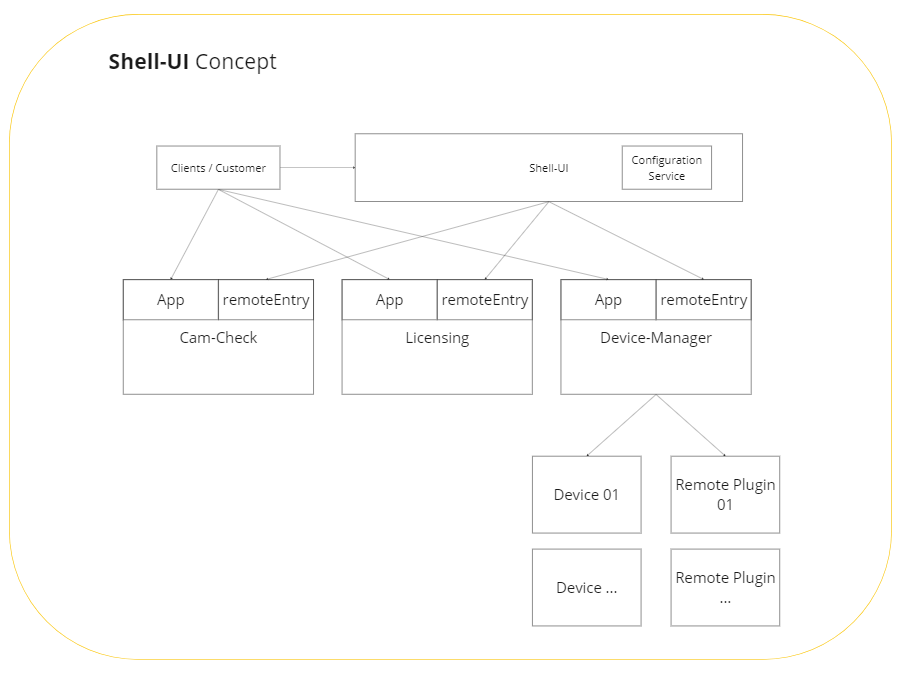 Shell-UI Concept
Clients / Customer
Shell-UI
Configuration
Service
App
remoteEntry
Cam-Check
App
remoteEntry
Licensing
App
remoteEntry
Device-Manager
Device 01
Remote Plugin
01
Device ...
Remote Plugin
...